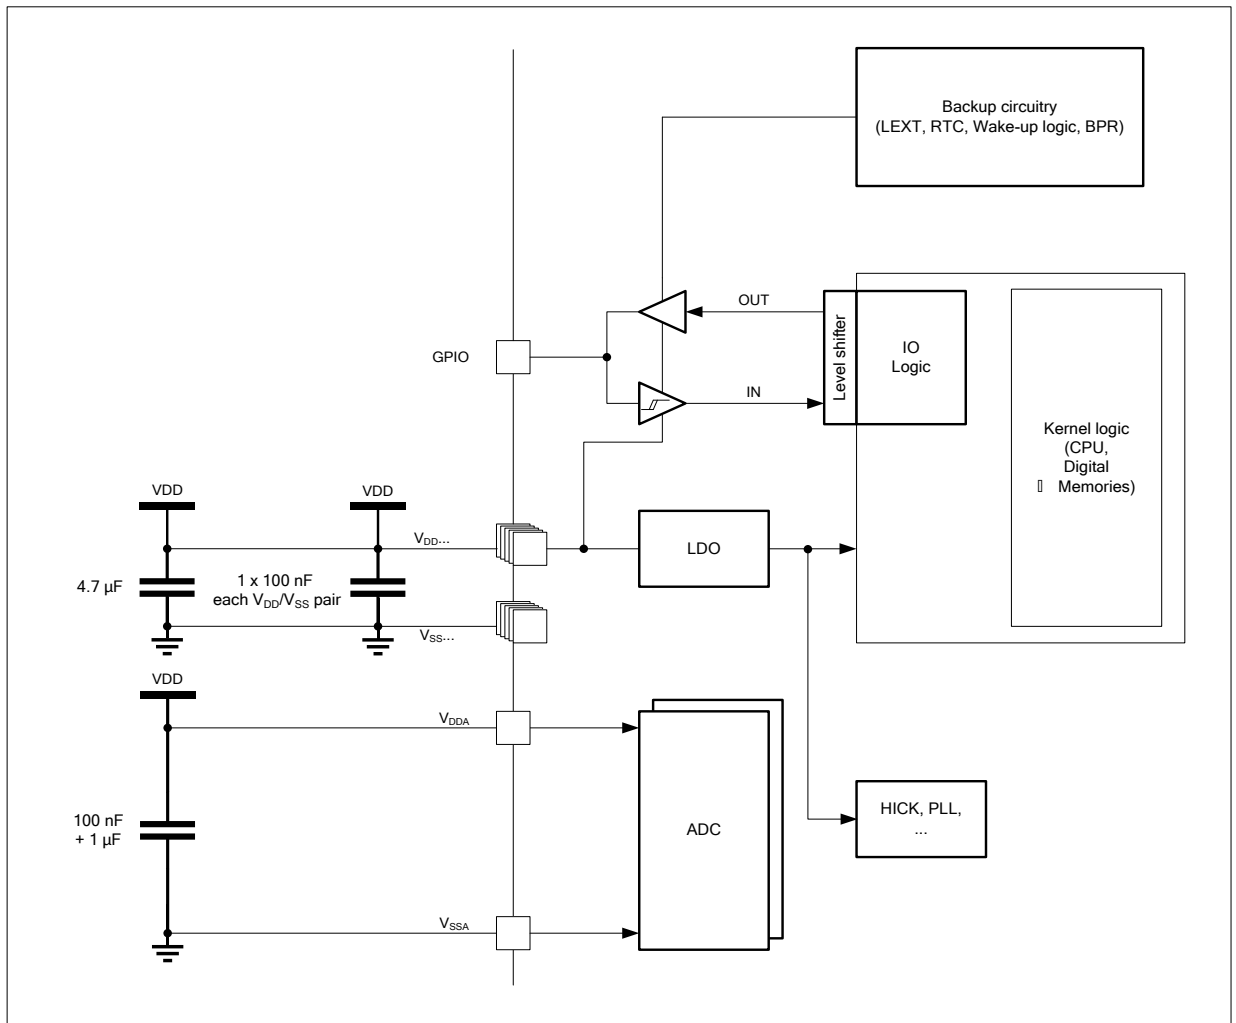 Backup circuitry
(LEXT, RTC, Wake-up logic, BPR)
OUT
GPIO
Level shifter
IO
Logic
IN
Kernel logic
(CPU,
Digital
▯ Memories)
VDD
VDD
VDD...
LDO
4.7 µF
1 x 100 nF
each VDD/VSS pair
VSS...
VDD
VDDA
100 nF
+ 1 µF
ADC
HICK, PLL,
...
VSSA